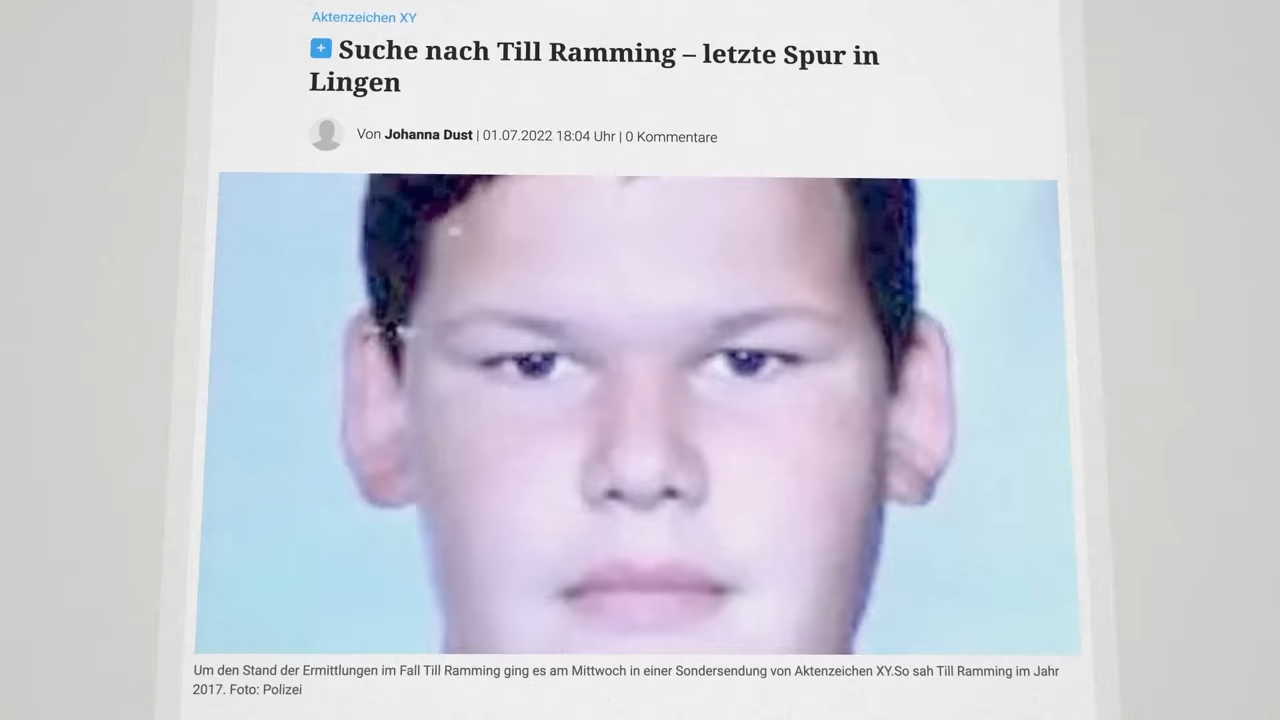 Aktenzeichen XY
+ Suche nach Till Ramming – letzte Spur in
Lingen
Von Johanna Dust | 01.07.2022 18:04 Uhr | 0 Kommentare
Um den Stand der Ermittlungen im Fall Till Ramming ging es am Mittwoch in einer Sondersendung von Aktenzeichen XY.So sah Till Ramming im Jahr
2017. Foto: Polizei